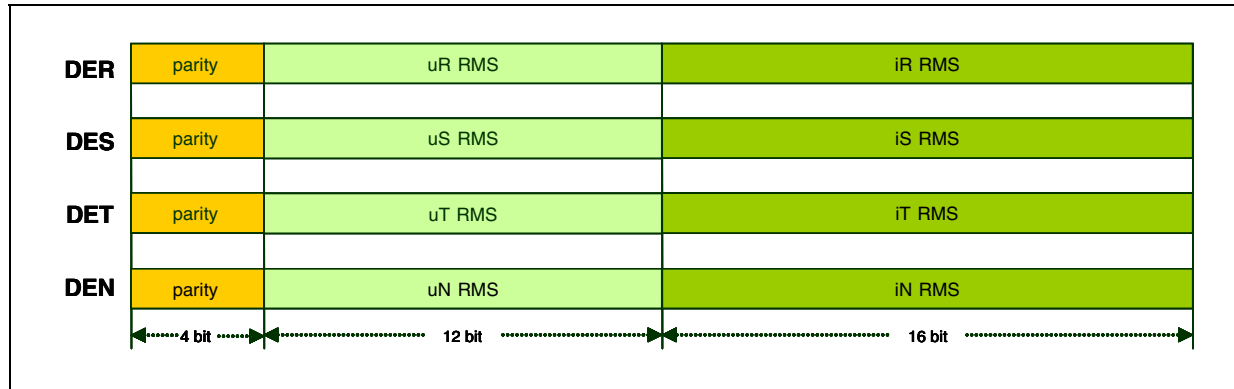 DER parity uR RMS iR RMS
DES parity uS RMS iS RMS
DET parity uT RMS iT RMS
DEN parity uN RMS iN RMS
4 bit 12 bit 16 bit